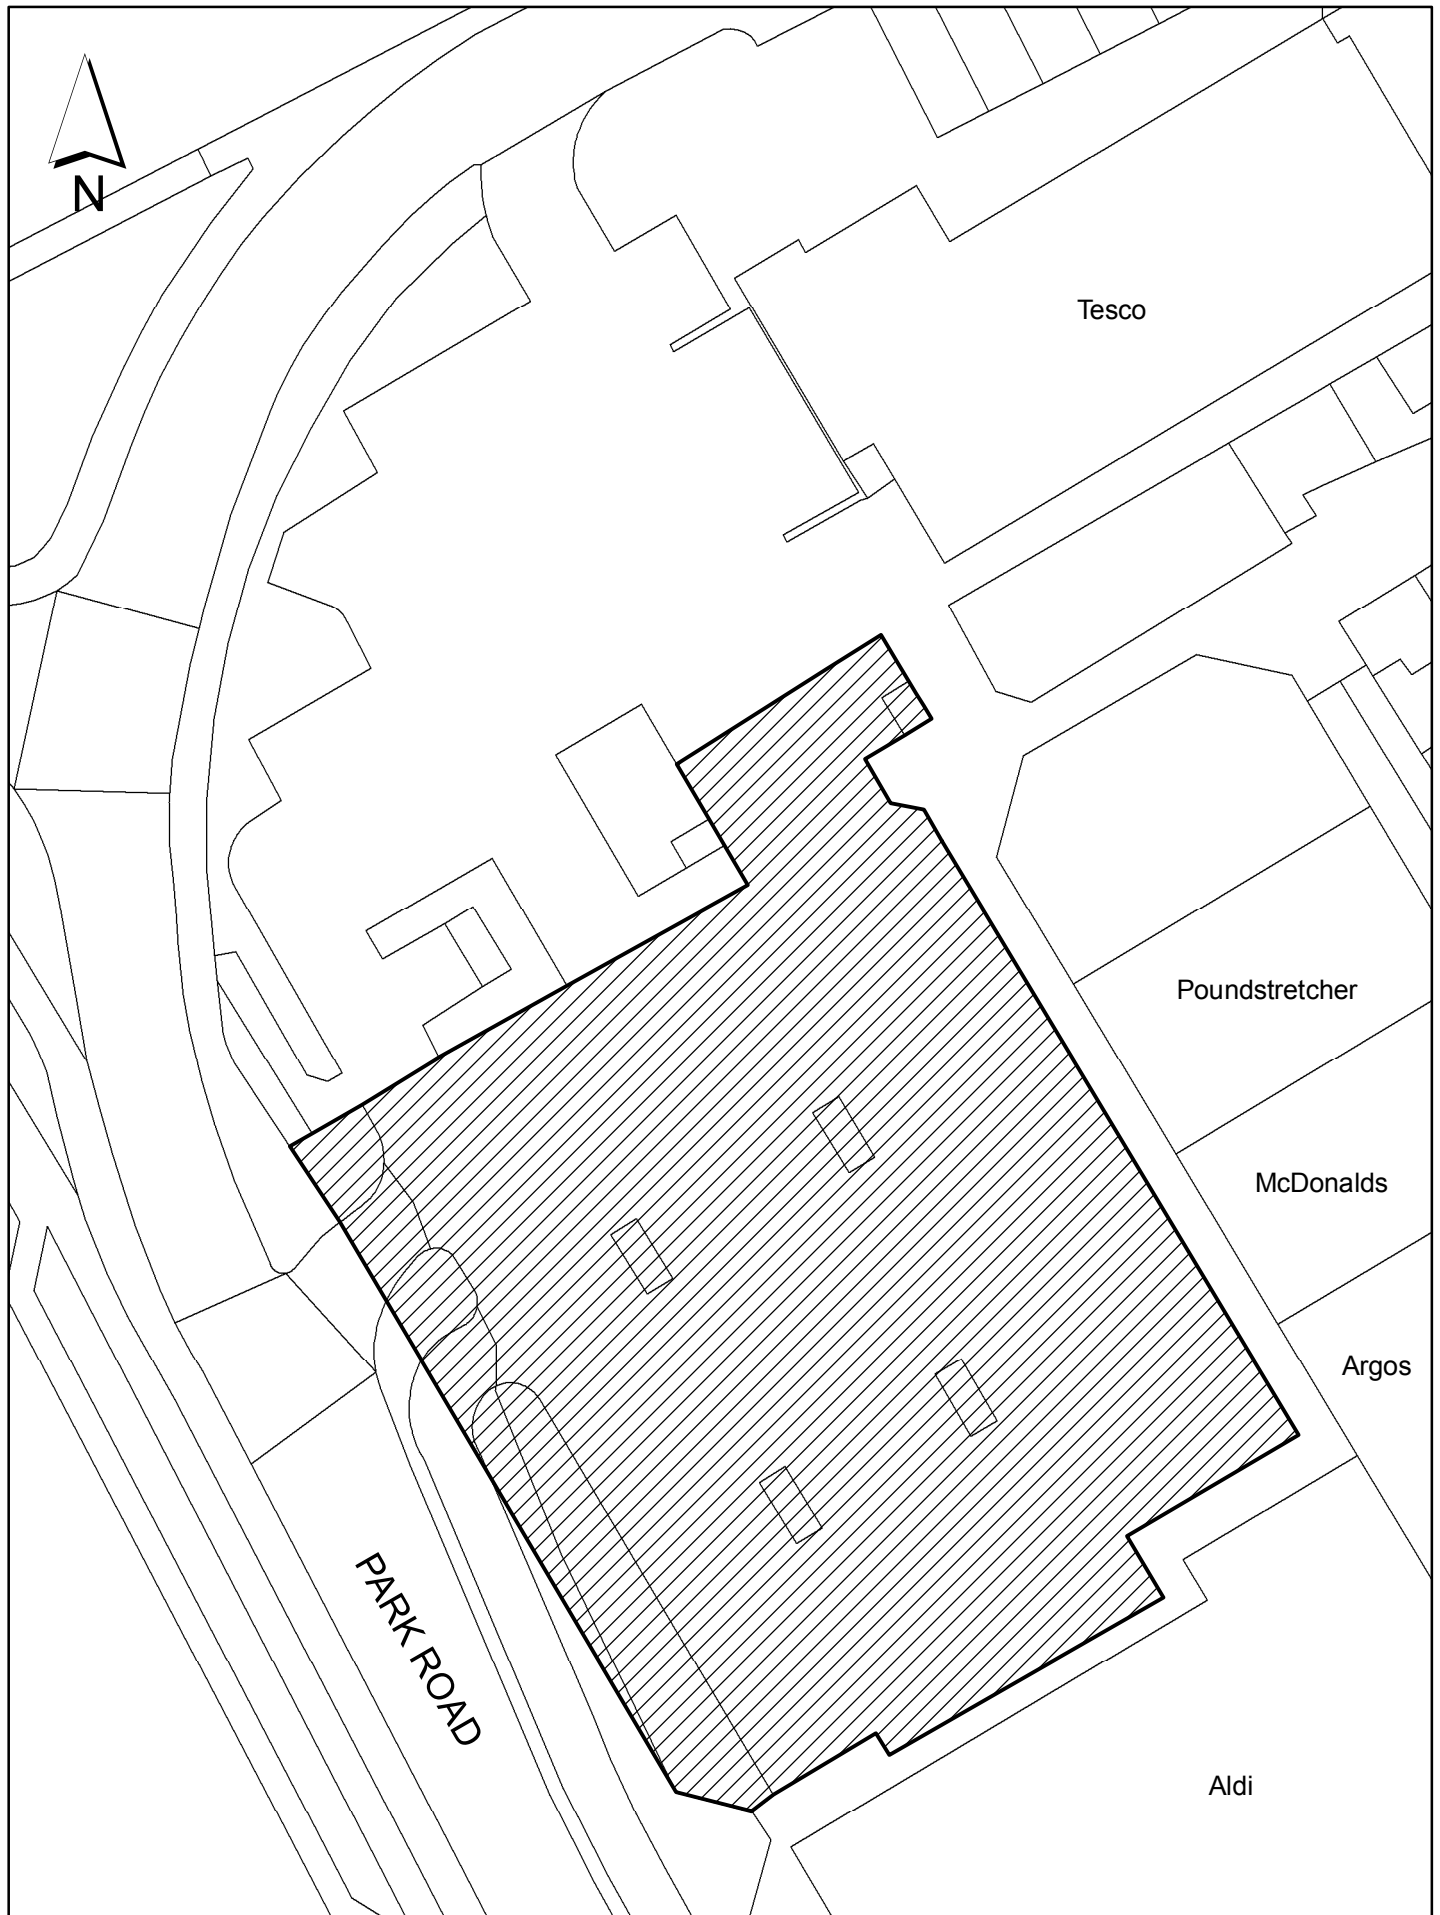 N
Tesco
Poundstretcher
McDonalds
Argos
PARK ROAD
Aldi